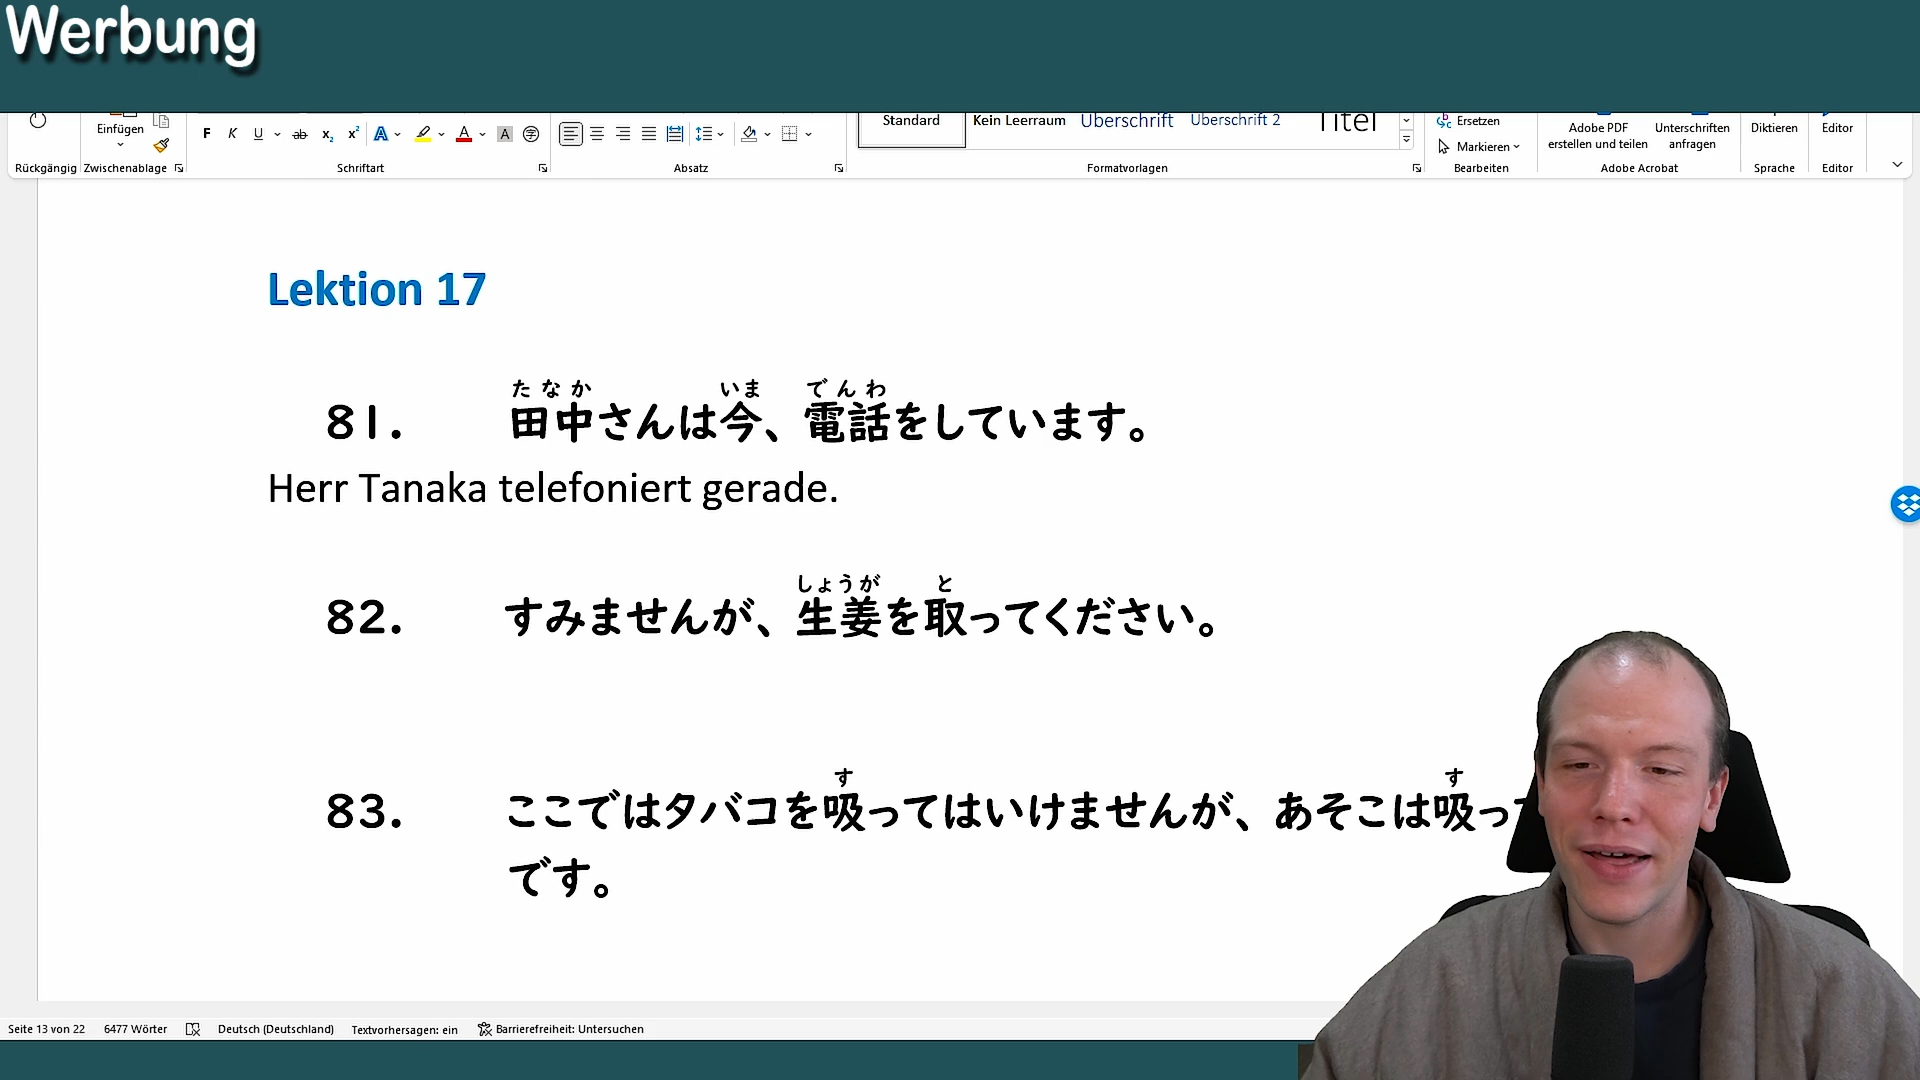 Werbung
Einfügen
F K U ab x₂ x² A A A 字
Standard Kein Leerraum Überschrift Überschrift 2 Titel
Ersetzen
Markieren
Adobe PDF erstellen und teilen
Unterschriften anfragen
Diktieren
Editor
Rückgängig Zwischenablage Schriftart Absatz Formatvorlagen Bearbeiten Adobe Acrobat Sprache Editor
Lektion 17
たなか いま でんわ
81. 田中さんは今、電話をしています。
Herr Tanaka telefoniert gerade.
しょうが と
82. すみませんが、生姜を取ってください。
す す
83. ここではタバコを吸ってはいけませんが、あそこは吸っ
です。
Seite 13 von 22 6477 Wörter Deutsch (Deutschland) Textvorhersagen: ein Barrierefreiheit: Untersuchen